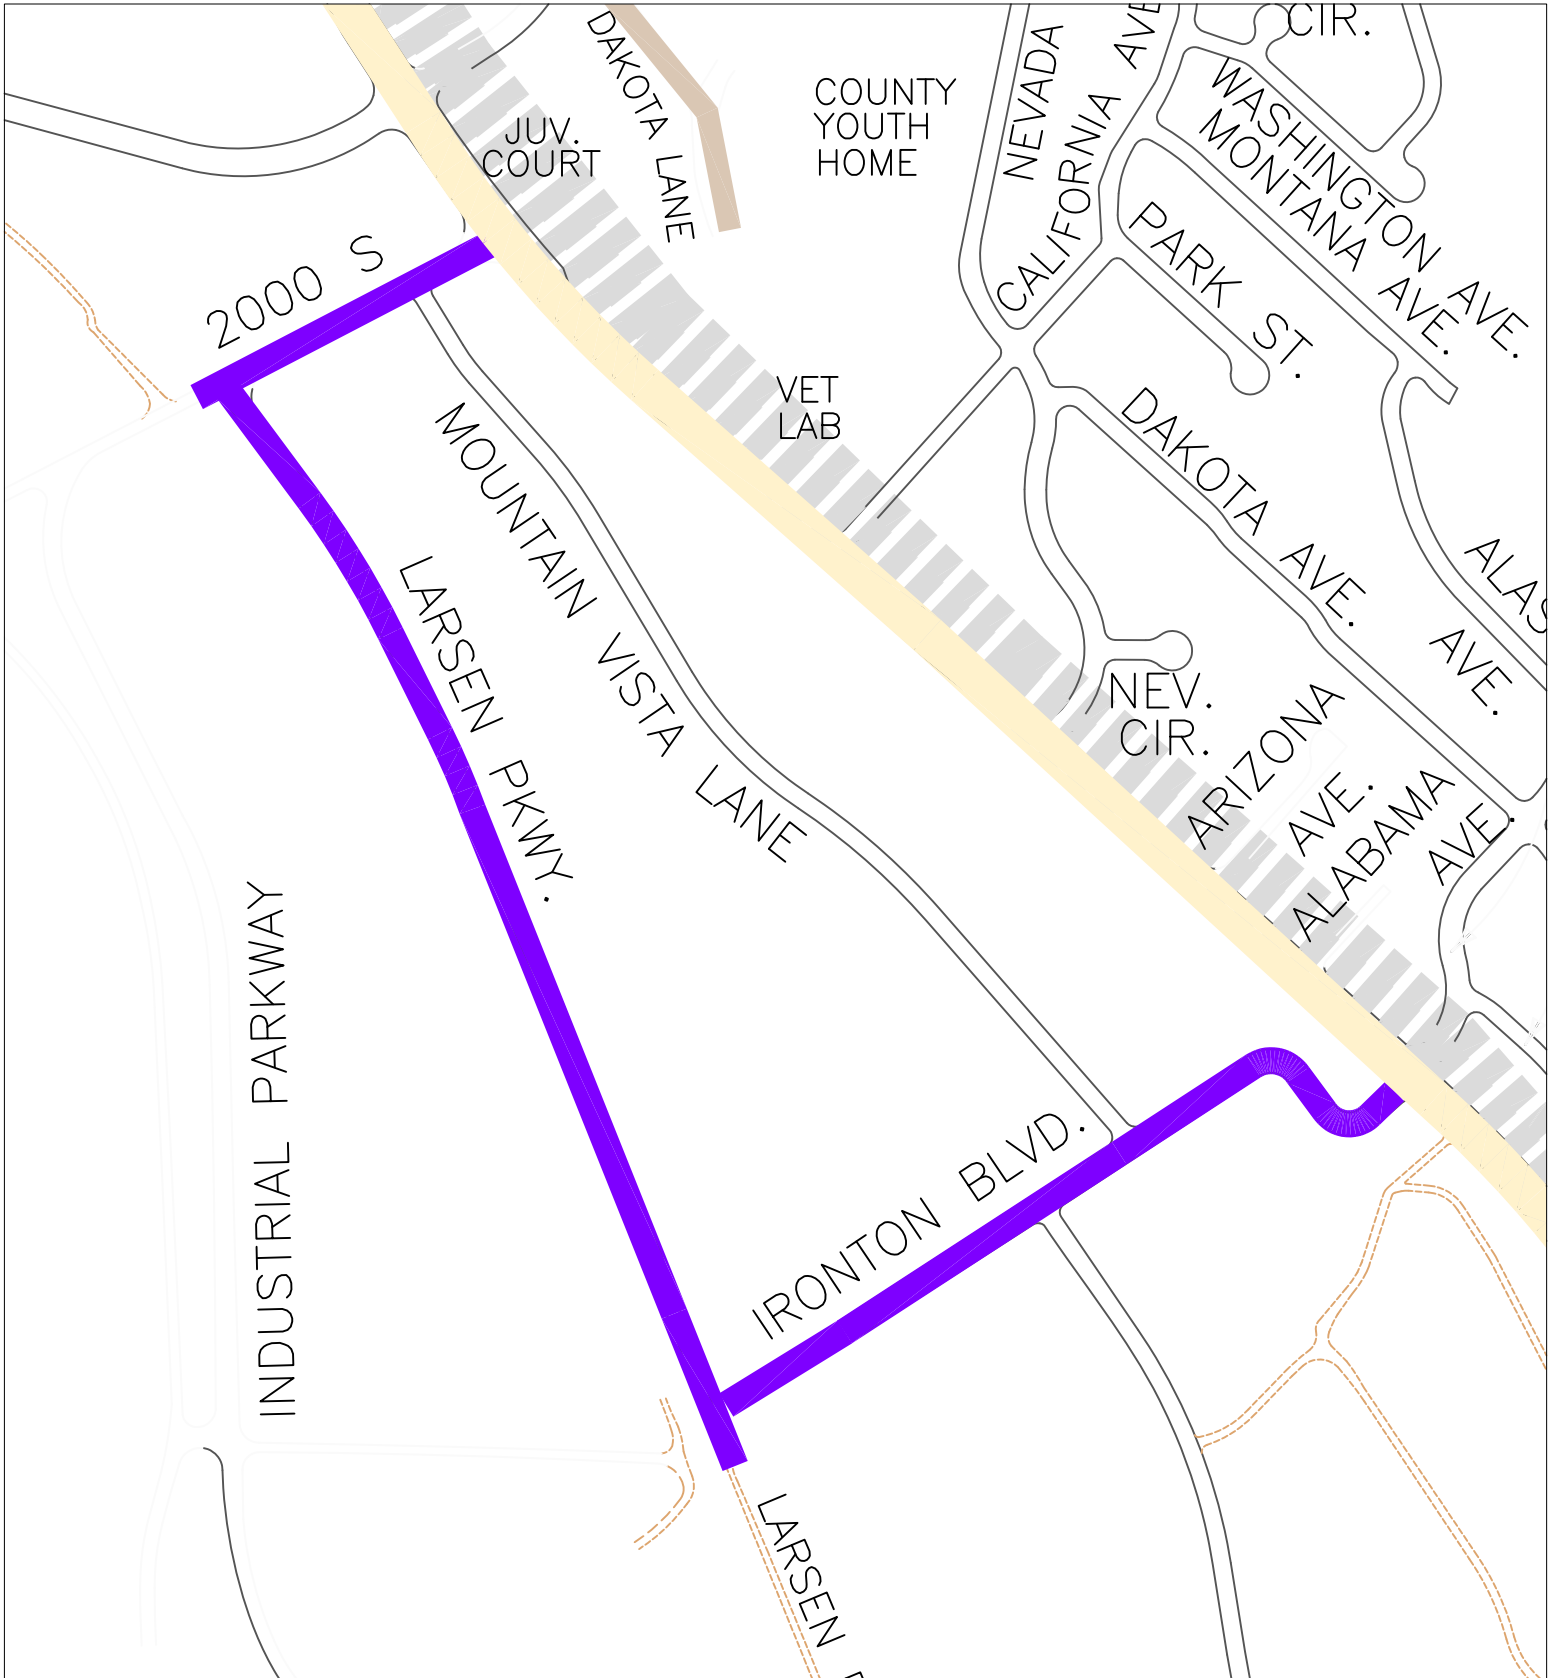 CIR.
DAKOTA LANE
NEVADA
CALIFORNIA AVE
COUNTY
YOUTH
HOME
JUV.
COURT
WASHINGTON AVE.
MONTANA AVE.
PARK ST.
2000 S
VET
LAB
DAKOTA AVE.
MOUNTAIN VISTA LANE
LARSEN PKWY.
ALAS
AVE.
NEV.
CIR.
ARIZONA
AVE.
ALABAMA
AVE.
INDUSTRIAL PARKWAY
IRONTON BLVD.
LARSEN